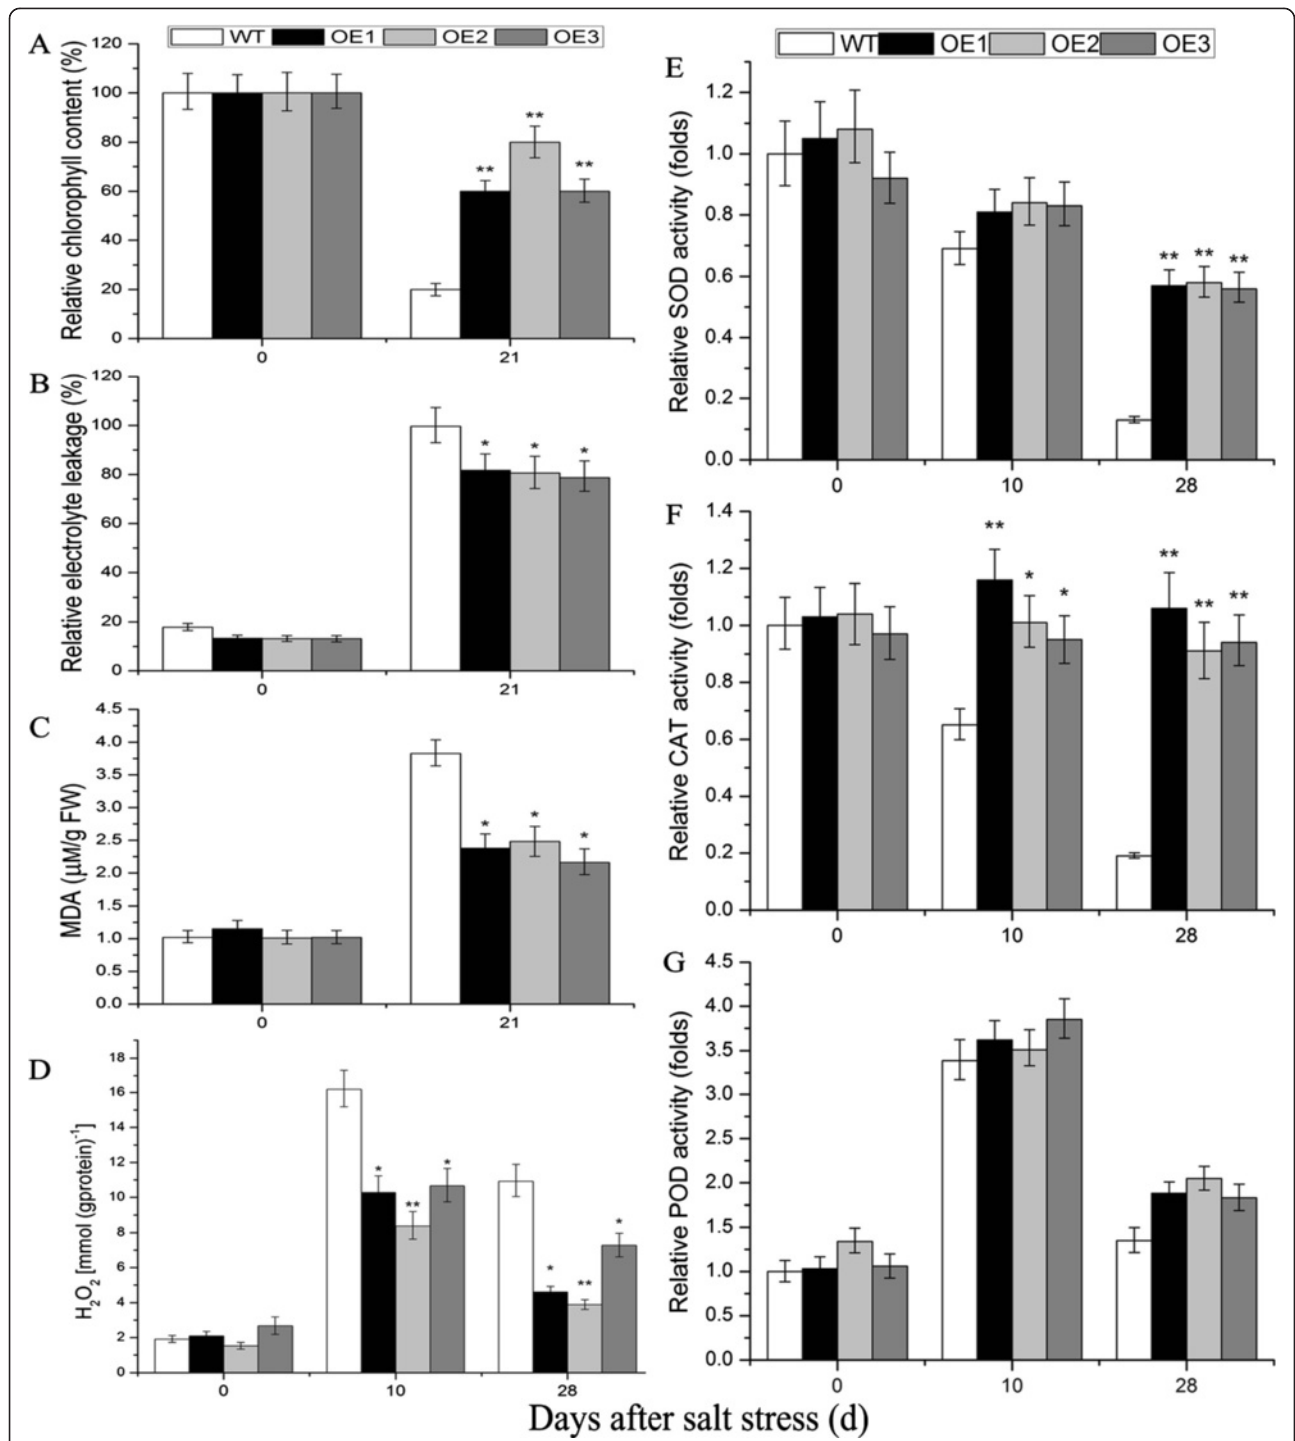 A
WT OE1 OE2 OE3
Relative chlorophyll content (%)
120
100
80
60
40
20
0
** ** **
0 21
B
Relative electrolyte leakage (%)
120
100
80
60
40
20
0
* * *
0 21
C
MDA (μM/g FW)
4.5
4.0
3.5
3.0
2.5
2.0
1.5
1.0
0.5
0.0
* * *
0 21
D
H2O2 [mmol (gprotein)-1]
18
16
14
12
10
8
6
4
2
0
* ** * * ** *
0 10 28
WT OE1 OE2 OE3
E
Relative SOD activity (folds)
1.2
1.0
0.8
0.6
0.4
0.2
0.0
** ** **
0 10 28
F
Relative CAT activity (folds)
1.4
1.2
1.0
0.8
0.6
0.4
0.2
0.0
** * * ** ** **
0 10 28
G
Relative POD activity (folds)
4.5
4.0
3.5
3.0
2.5
2.0
1.5
1.0
0.5
0.0
0 10 28
Days after salt stress (d)